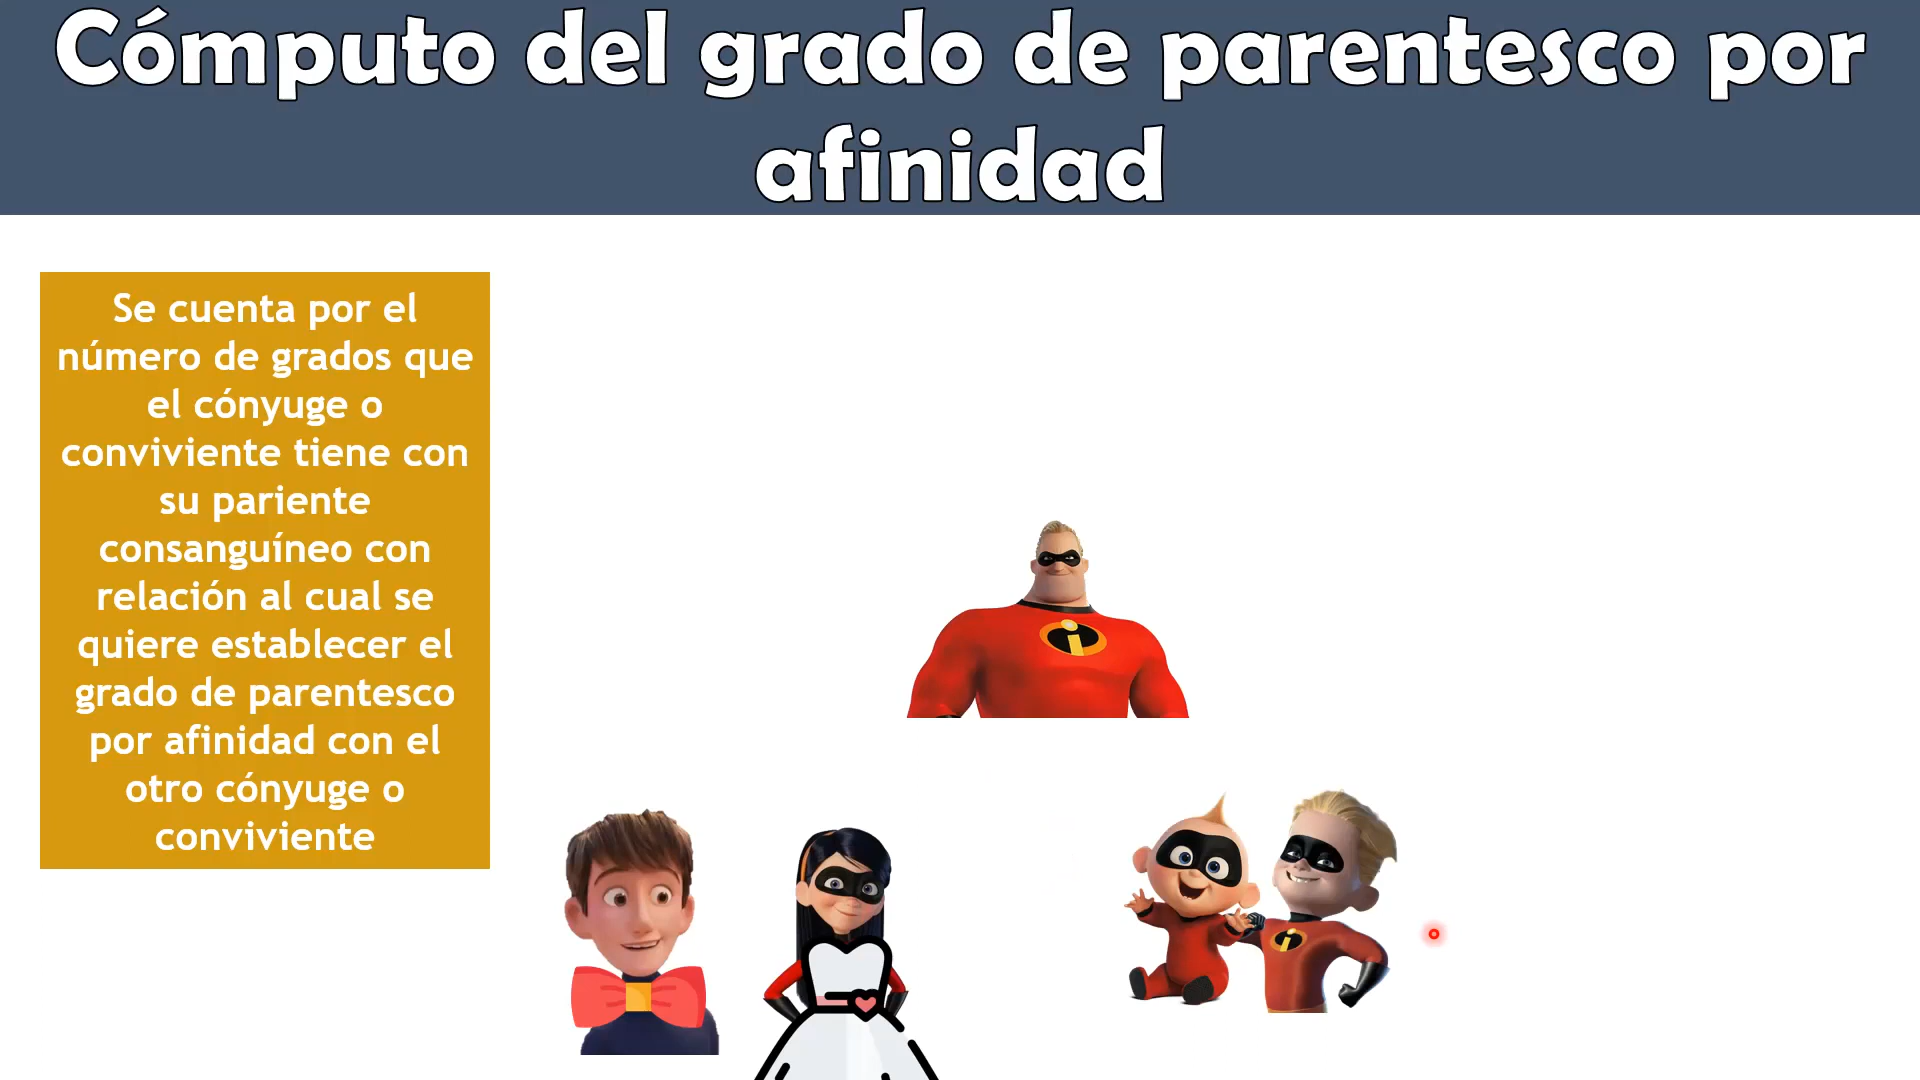 Cómputo del grado de parentesco por
afinidad
Se cuenta por el
número de grados que
el cónyuge o
conviviente tiene con
su pariente
consanguíneo con
relación al cual se
quiere establecer el
grado de parentesco
por afinidad con el
otro cónyuge o
conviviente